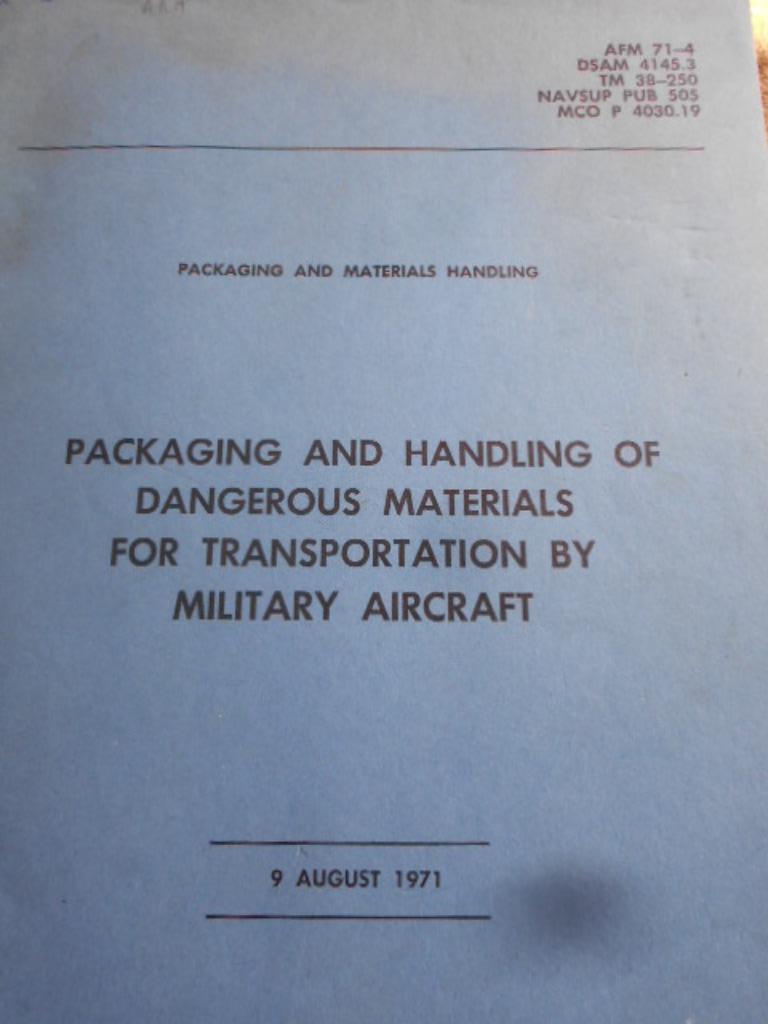 AFM 71-4
DSAM 4145.3
TM 38-250
NAVSUP PUB 505
MCO P 4030.19
PACKAGING AND MATERIALS HANDLING
PACKAGING AND HANDLING OF
DANGEROUS MATERIALS
FOR TRANSPORTATION BY
MILITARY AIRCRAFT
9 AUGUST 1971